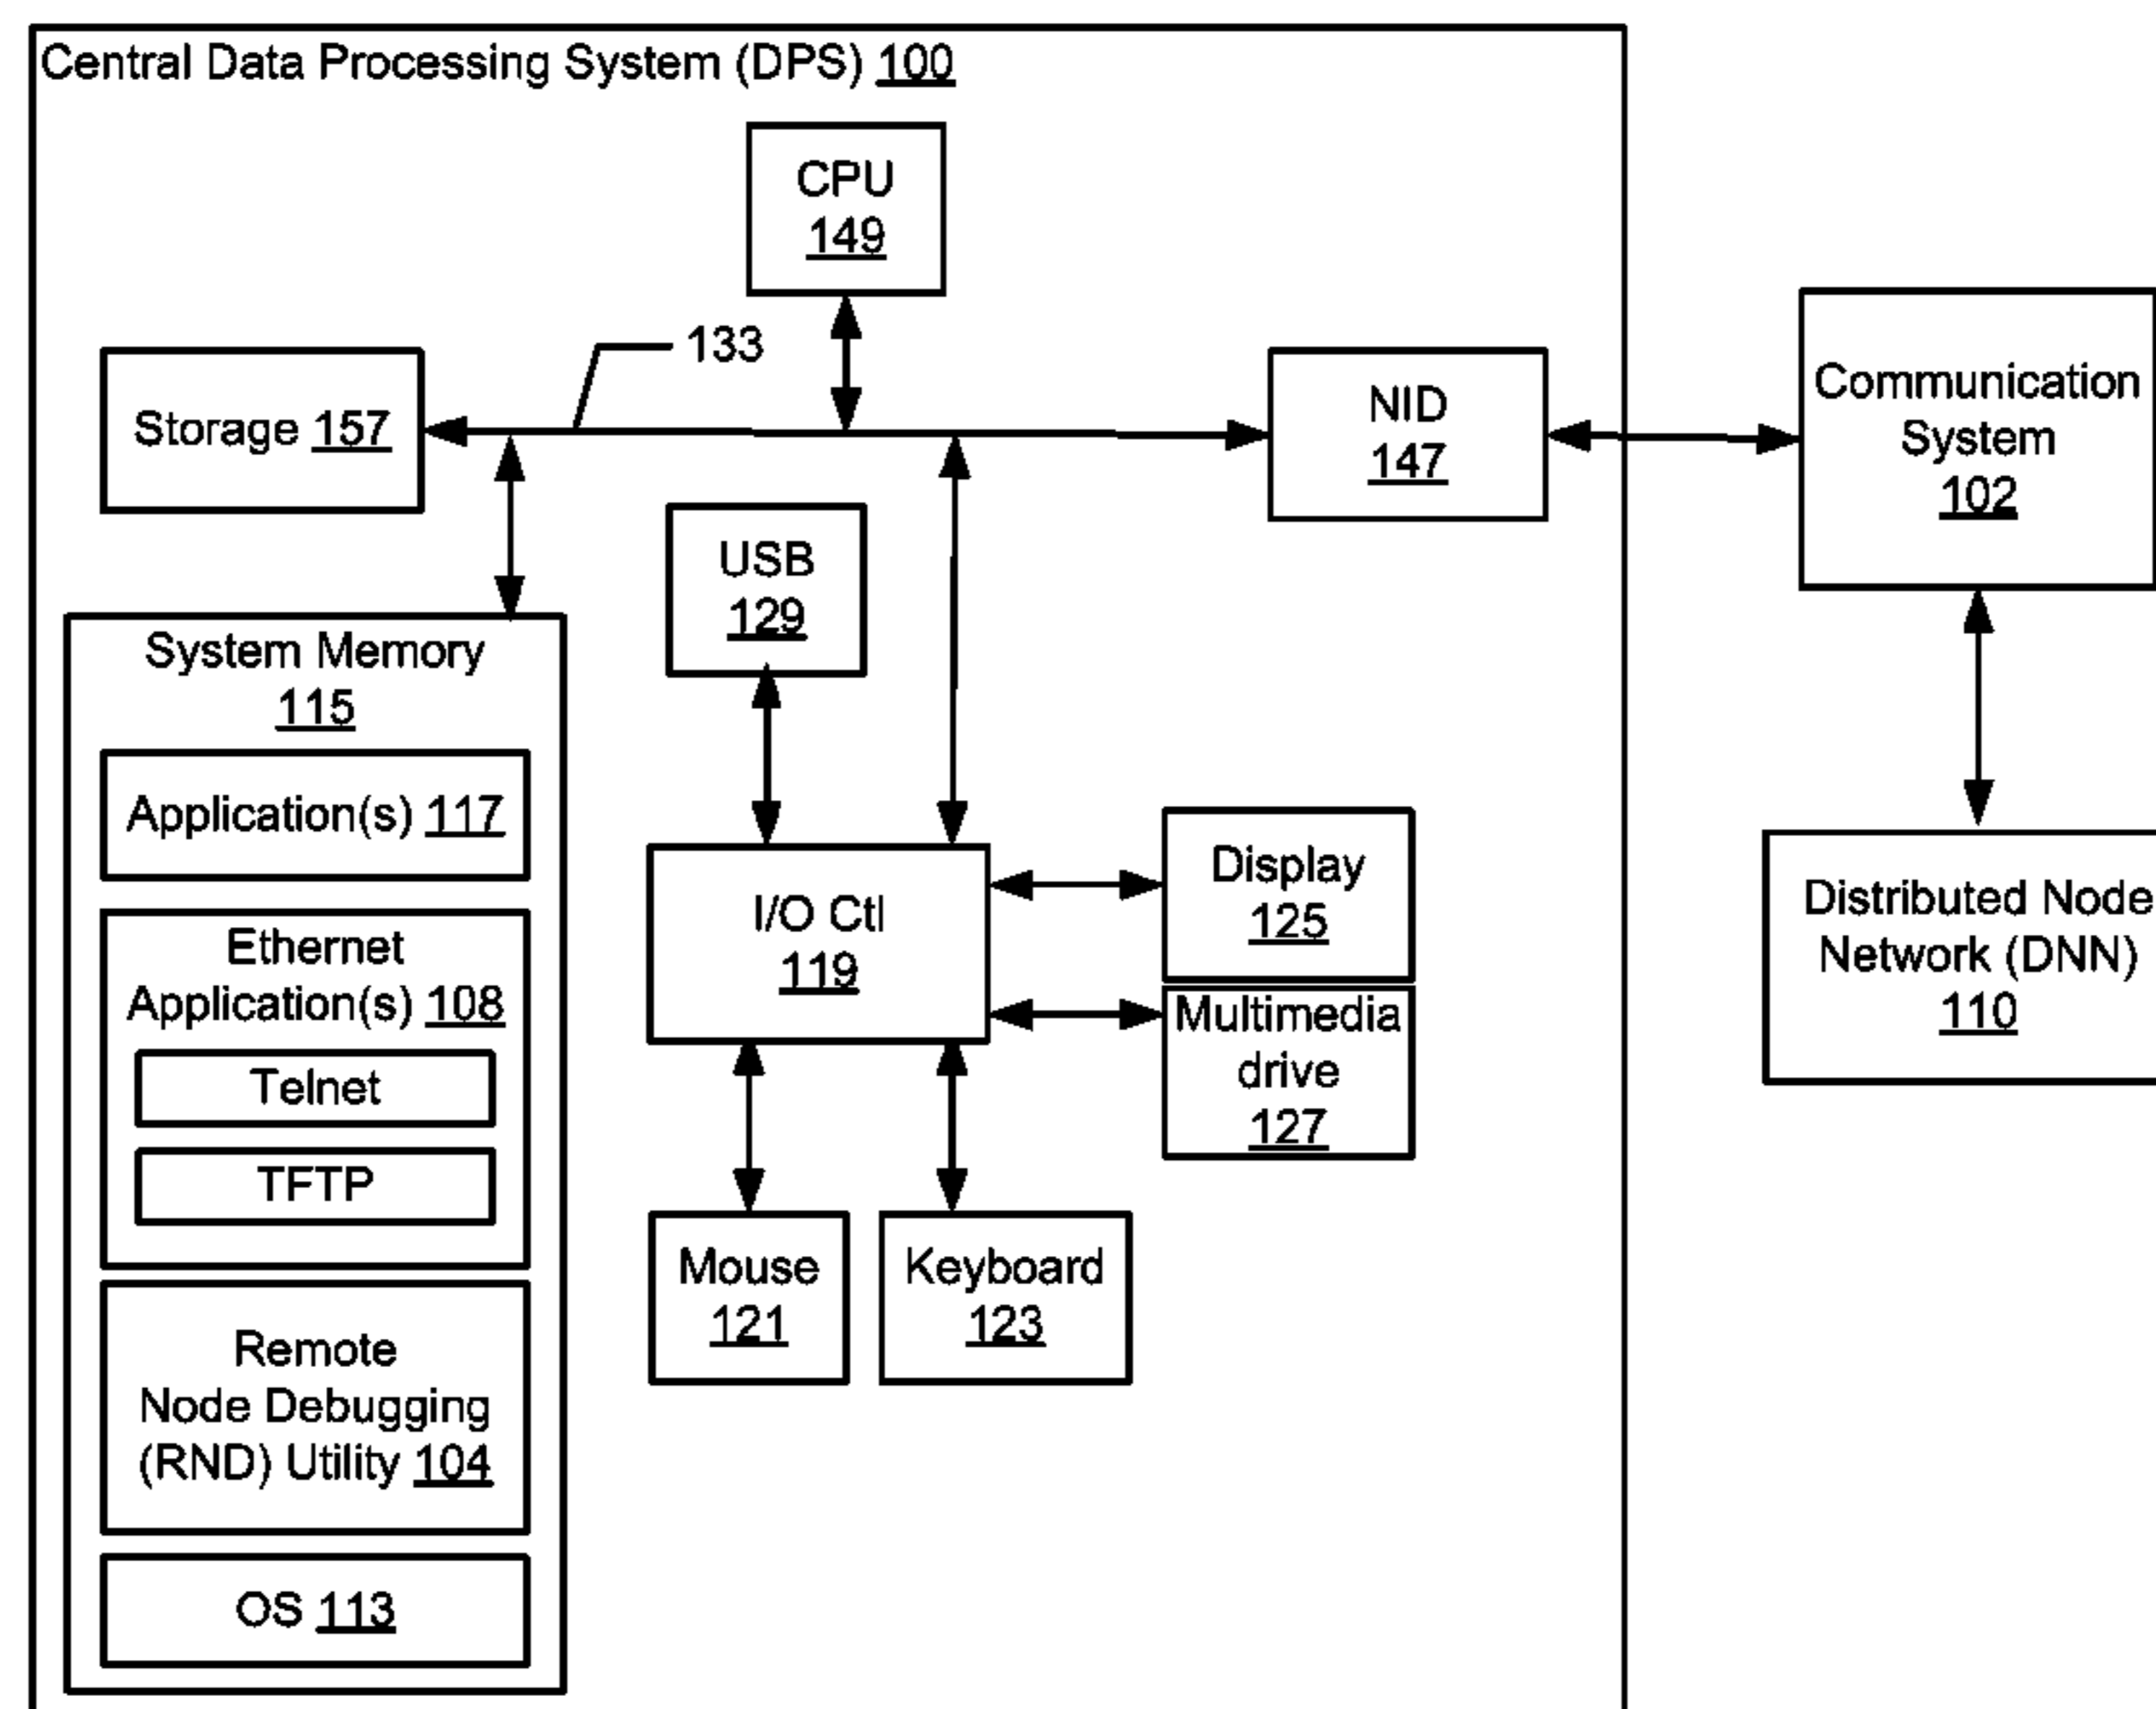 Central Data Processing System (DPS) 100
CPU
149
133
Storage 157
NID
147
Communication
System
102
USB
129
System Memory
115
Application(s) 117
Ethernet
Application(s) 108
Telnet
TFTP
Remote
Node Debugging
(RND) Utility 104
OS 113
I/O Ctl
119
Display
125
Multimedia
drive
127
Mouse
121
Keyboard
123
Distributed Node
Network (DNN)
110